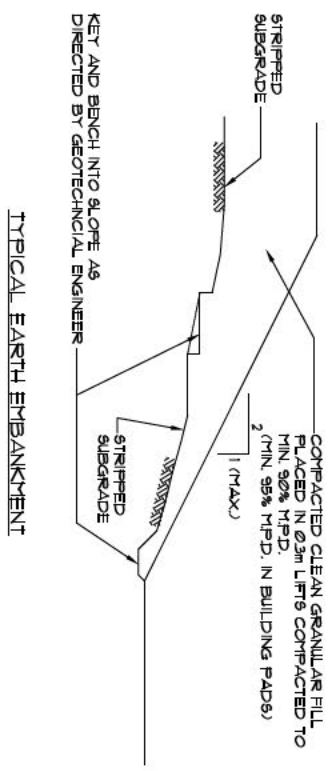 COMPACTED CLEAN GRANULAR FILL
PLACED IN 0.3m LIFTS COMPACTED TO
MIN. 90% M.P.D.
(MIN. 95% M.P.D. IN BUILDING PADS)
STRIPPED
SUBGRADE
2
1 (MAX.)
STRIPPED
SUBGRADE
KEY AND BENCH INTO SLOPE AS
DIRECTED BY GEOTECHNCIAL ENGINEER
TYPICAL EARTH EMBANKMENT